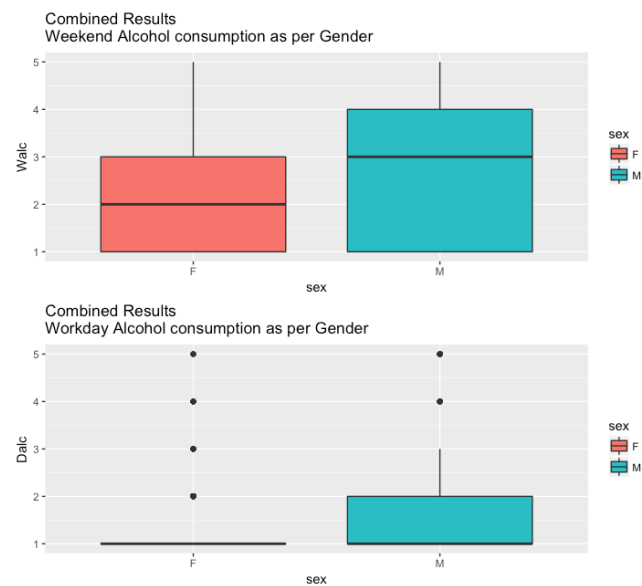 Combined Results
Weekend Alcohol consumption as per Gender
5
4
3
2
1
Walc
F
M
sex
sex
F
M
Combined Results
Workday Alcohol consumption as per Gender
5
4
3
2
1
Dalc
F
M
sex
sex
F
M